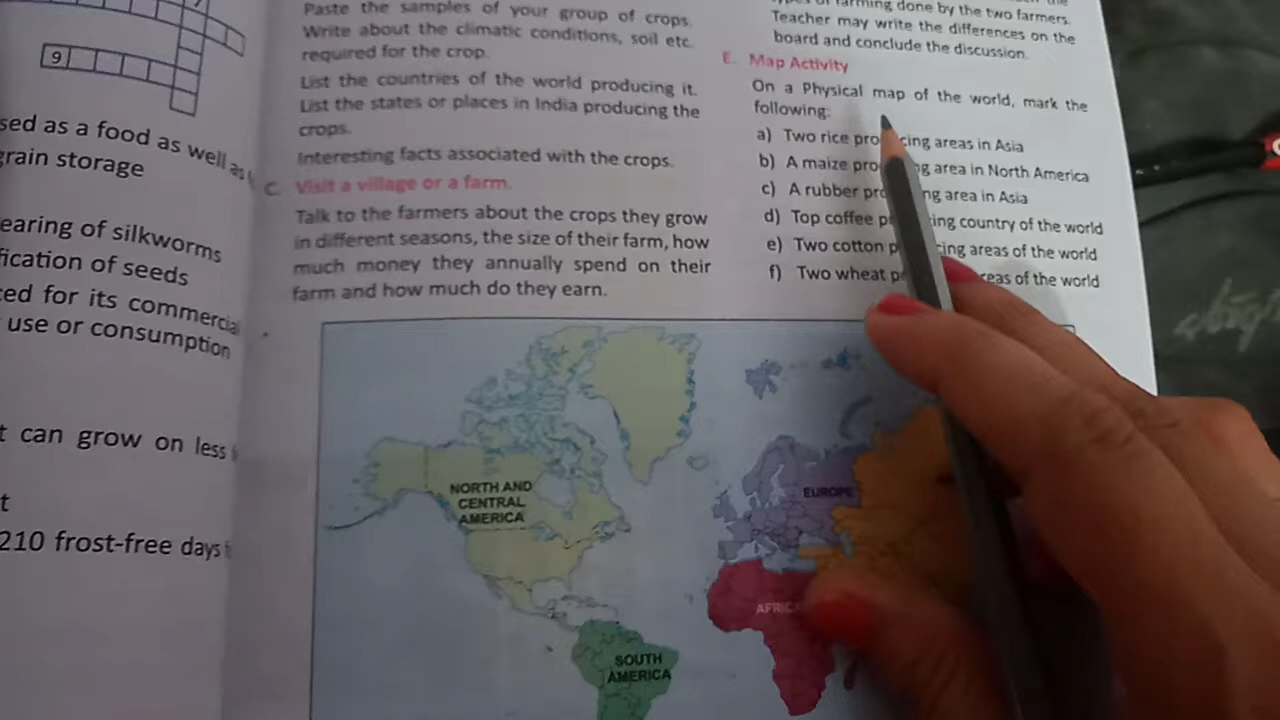 9
sed as a food as well as
grain storage
earing of silkworms
fication of seeds
ed for its commercial
use or consumption
t can grow on less
t
210 frost-free days
Paste the samples of your group of crops.
Write about the climatic conditions, soil etc.
required for the crop.
List the countries of the world producing it.
List the states or places in India producing the
crops.
Interesting facts associated with the crops.
C. Visit a village or a farm.
Talk to the farmers about the crops they grow
in different seasons, the size of their farm, how
much money they annually spend on their
farm and how much do they earn.
farming done by the two farmers.
Teacher may write the differences on the
board and conclude the discussion.
E. Map Activity
On a Physical map of the world, mark the
following:
a) Two rice pro cing areas in Asia
b) A maize pro ng area in North America
c) A rubber pro ng area in Asia
d) Top coffee p cing country of the world
e) Two cotton p cing areas of the world
f) Two wheat p reas of the world
NORTH AND
CENTRAL
AMERICA
EUROPE
AFRICA
SOUTH
AMERICA